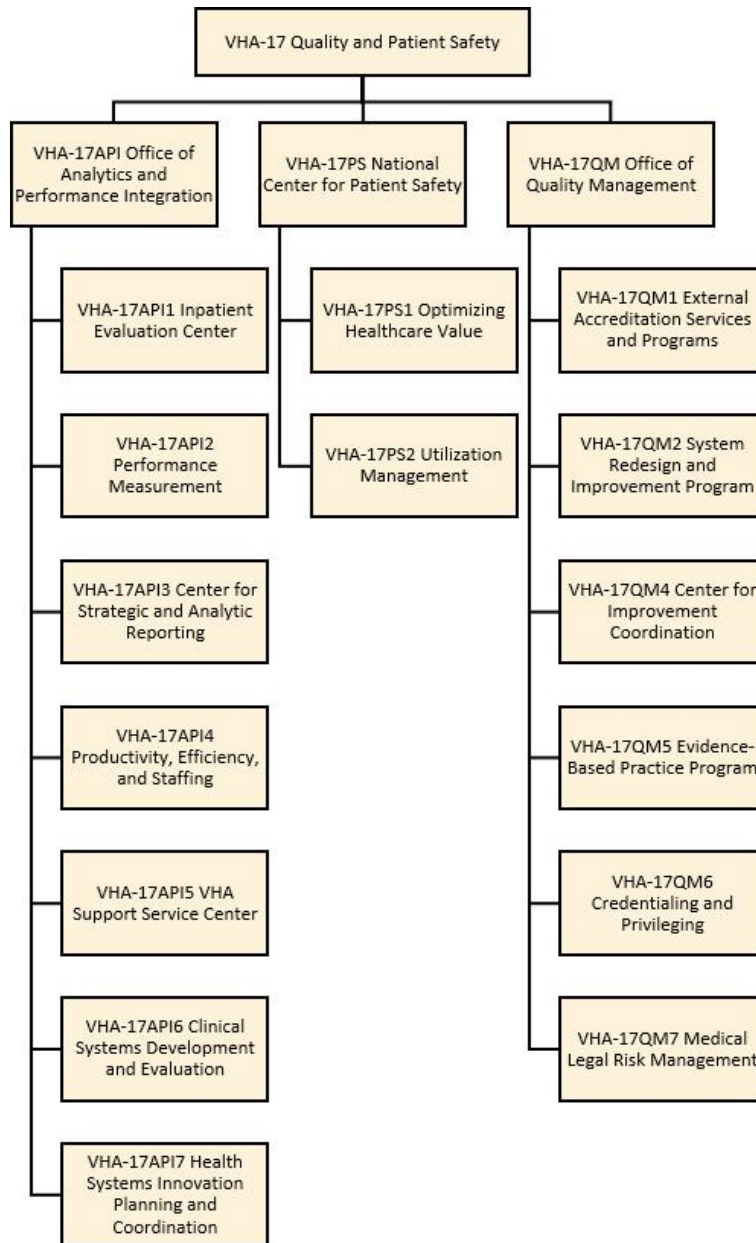 VHA-17 Quality and Patient Safety
VHA-17API Office of
Analytics and
Performance Integration
VHA-17PS National
Center for Patient Safety
VHA-17QM Office of
Quality Management
VHA-17API1 Inpatient
Evaluation Center
VHA-17API2
Performance
Measurement
VHA-17API3 Center for
Strategic and Analytic
Reporting
VHA-17API4
Productivity, Efficiency,
and Staffing
VHA-17API5 VHA
Support Service Center
VHA-17API6 Clinical
Systems Development
and Evaluation
VHA-17API7 Health
Systems Innovation
Planning and
Coordination
VHA-17PS1 Optimizing
Healthcare Value
VHA-17PS2 Utilization
Management
VHA-17QM1 External
Accreditation Services
and Programs
VHA-17QM2 System
Redesign and
Improvement Program
VHA-17QM4 Center for
Improvement
Coordination
VHA-17QM5 Evidence-
Based Practice Program
VHA-17QM6
Credentialing and
Privileging
VHA-17QM7 Medical
Legal Risk Management